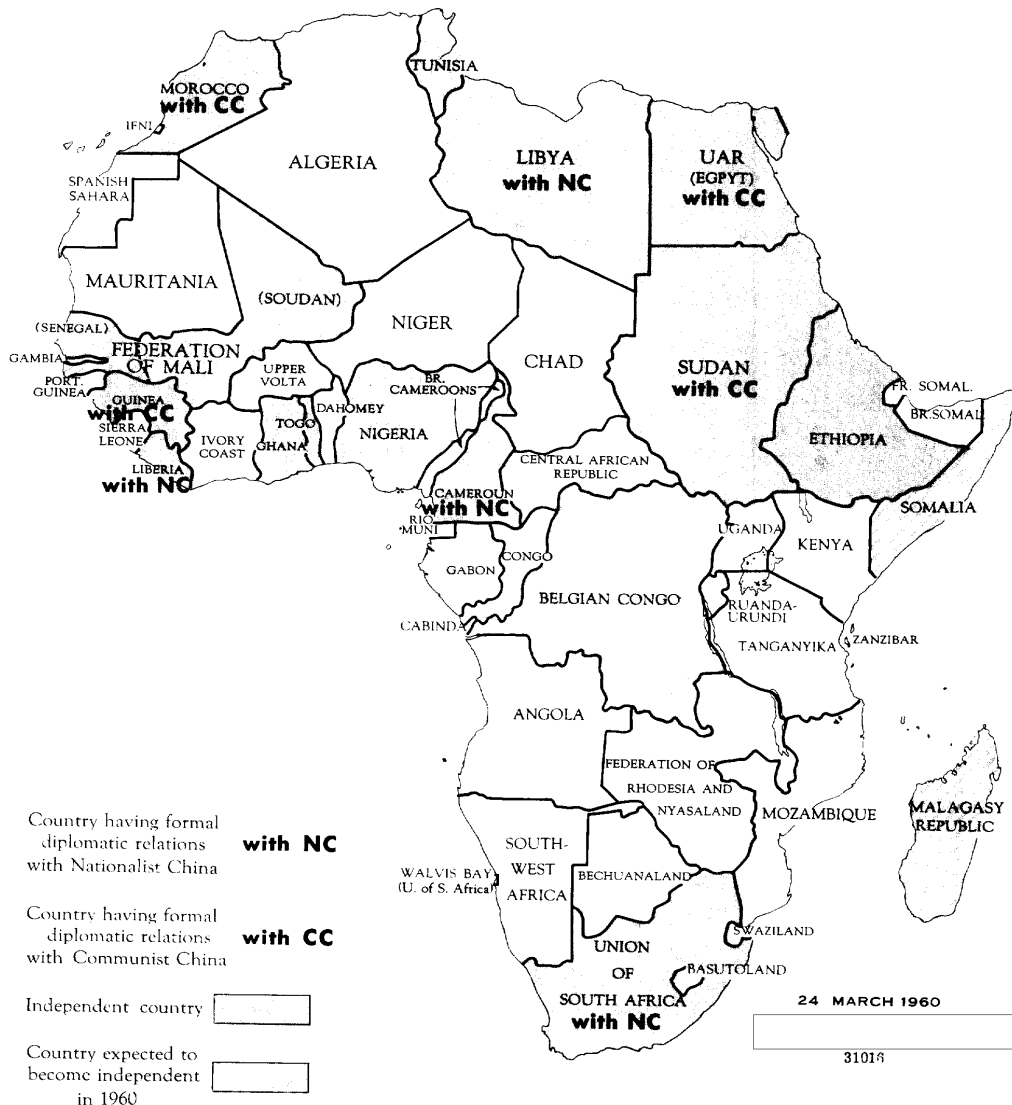 TUNISIA
MOROCCO
with CC
IFNI
ALGERIA
LIBYA
with NC
UAR
(EGPYT)
with CC
SPANISH
SAHARA
MAURITANIA
(SOUDAN)
NIGER
CHAD
SUDAN
with CC
(SENEGAL)
GAMBIA
FEDERATION
OF MALI
PORT.
GUINEA
GUINEA
with CC
SIERRA
LEONE
LIBERIA
with NC
IVORY
COAST
UPPER
VOLTA
GHANA
TOGO
DAHOMEY
NIGERIA
BR.
CAMEROONS
CENTRAL AFRICAN
REPUBLIC
CAMEROUN
with NC
FR. SOMAL.
BR.SOMAL
ETHIOPIA
SOMALIA
RIO
MUNI
GABON
CONGO
CABINDA
BELGIAN CONGO
UGANDA
KENYA
RUANDA-
URUNDI
TANGANYIKA
ZANZIBAR
ANGOLA
FEDERATION OF
RHODESIA AND
NYASALAND
MOZAMBIQUE
MALAGASY
REPUBLIC
SOUTH-
WEST
AFRICA
WALVIS BAY
(U. of S. Africa)
BECHUANALAND
SWAZILAND
BASUTOLAND
UNION
OF
SOUTH AFRICA
with NC
Country having formal
diplomatic relations
with Nationalist China
with NC
Country having formal
diplomatic relations
with Communist China
with CC
Independent country
Country expected to
become independent
in 1960
24 MARCH 1960
31016